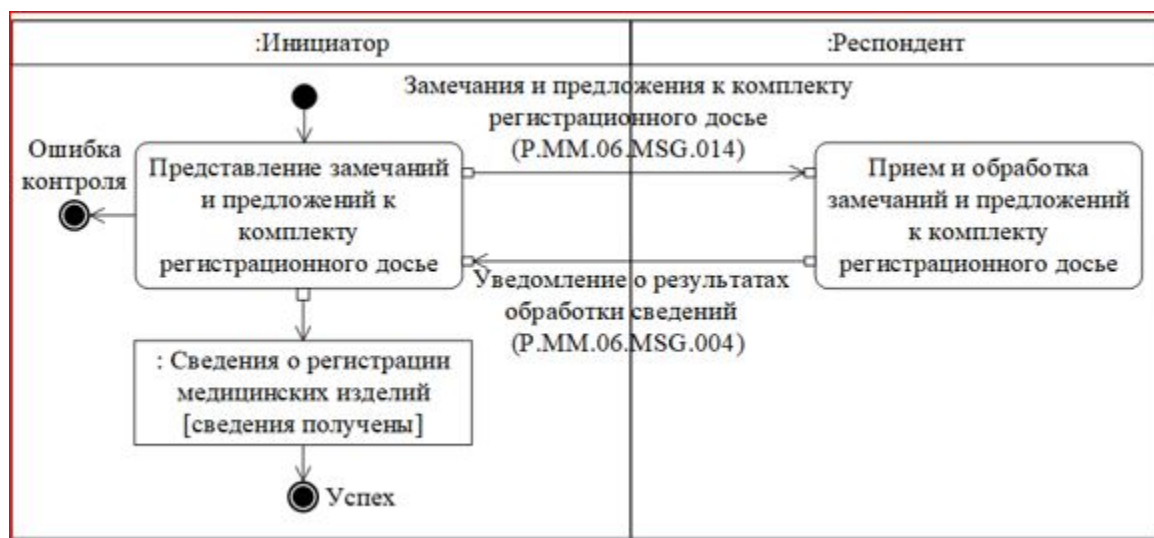 :Инициатор
:Респондент
Замечания и предложения к комплекту
регистрационного досье
(P.MM.06.MSG.014)
Ошибка
контроля
Представление замечаний
и предложений к
комплекту
регистрационного досье
Прием и обработка
замечаний и предложений
к комплекту
регистрационного досье
Уведомление о результатах
обработки сведений
(P.MM.06.MSG.004)
: Сведения о регистрации
медицинских изделий
[сведения получены]
Успех